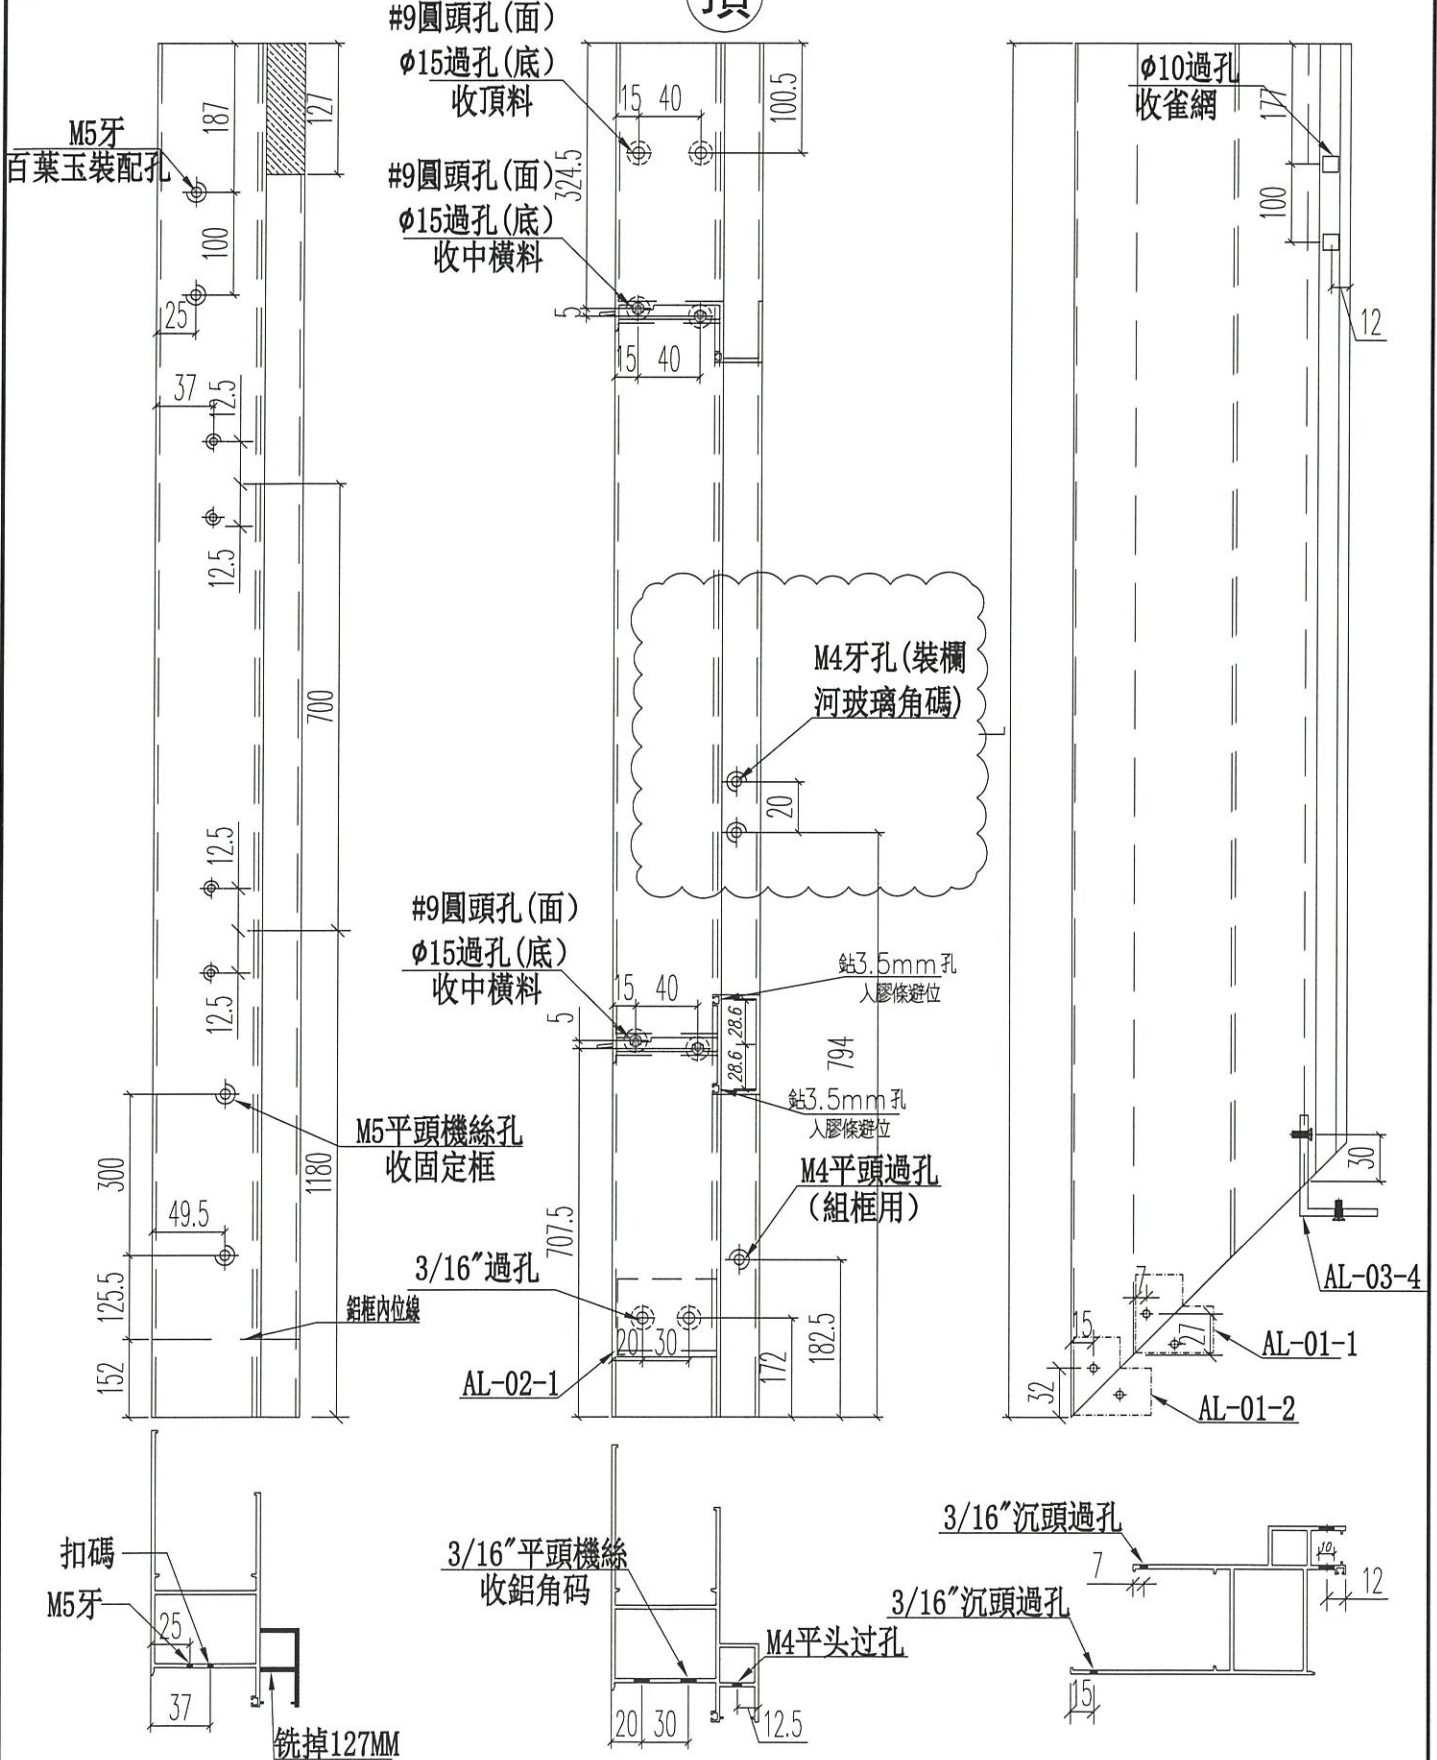 頂
#9圓頭孔(面)
φ15過孔(底)
收頂料
15 40
100.5
324.5
187
127
M5牙
百葉玉裝配孔
100
25
φ10過孔
收雀網
177
100
12
#9圓頭孔(面)
φ15過孔(底)
收中橫料
5
15 40
37
12.5
12.5
M4牙孔(裝欄
河玻璃角碼)
L
20
700
12.5
12.5
#9圓頭孔(面)
φ15過孔(底)
收中橫料
15 40
5
鉆3.5mm孔
入膠條避位
28.6
28.6
794
鉆3.5mm孔
入膠條避位
M5平頭機絲孔
收固定框
1180
300
49.5
125.5
152
707.5
M4平頭過孔
(組框用)
3/16"過孔
鋁框內位線
20 30
AL-02-1
172
182.5
30
AL-03-4
7
27
AL-01-1
15
32
AL-01-2
扣碼
M5牙
25
37
铣掉127MM
3/16"平頭機絲
收鋁角码
M4平头过孔
20 30
12.5
3/16"沉頭過孔
7
10
12
3/16"沉頭過孔
15